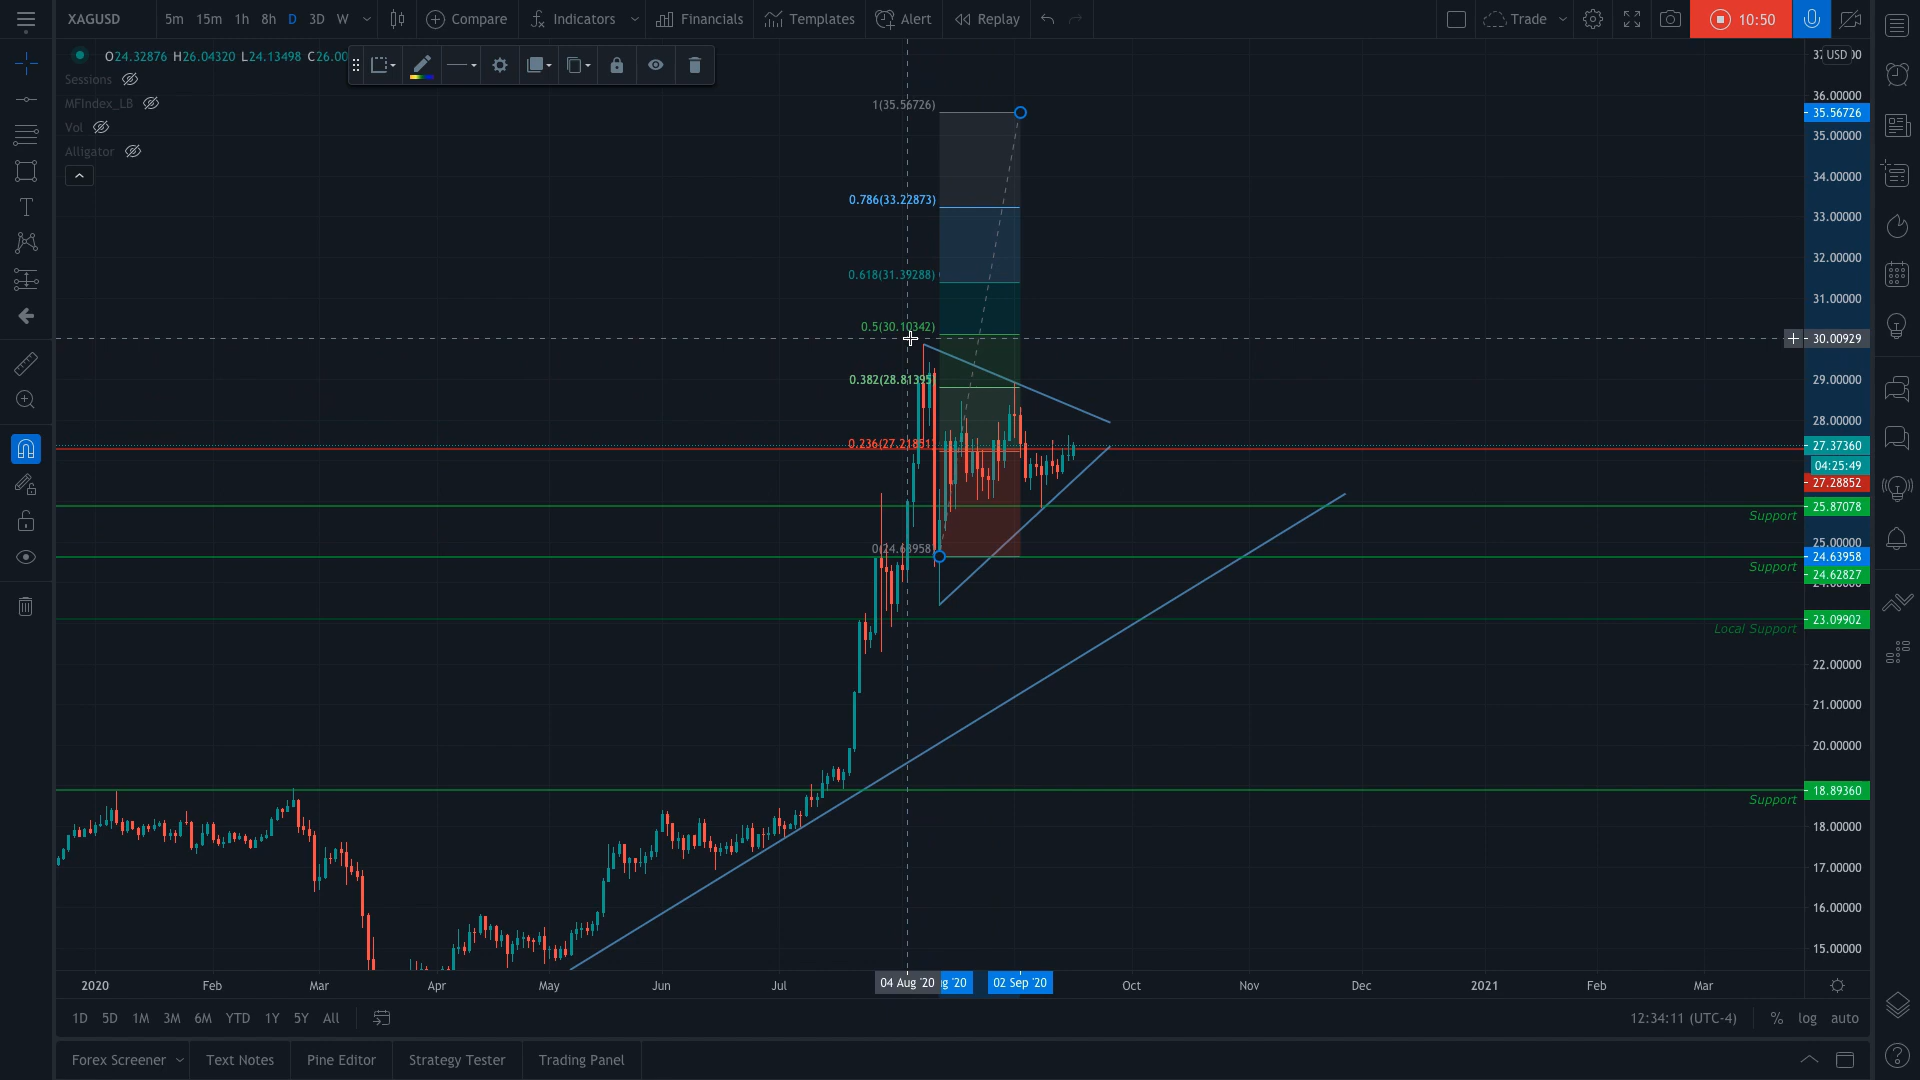 XAGUSD 5m 15m 1h 8h D 3D W Compare Indicators Financials Templates Alert Replay Trade 10:50
O24.32876 H26.04320 L24.13498 C26.00
Sessions
MFIndex_LB
Vol
Alligator
USD
36.00000
35.56726
35.00000
34.00000
33.00000
32.00000
31.00000
30.00929
29.00000
28.00000
27.37360
04:25:49
27.28852
25.87078
25.00000
24.63958
24.62827
23.09902
22.00000
21.00000
20.00000
18.89360
18.00000
17.00000
16.00000
15.00000
1(35.56726)
0.786(33.22873)
0.618(31.39288)
0.5(30.10342)
0.382(28.81395)
0.236(27.21851)
0(24.63958)
Support
Support
Local Support
Support
2020 Feb Mar Apr May Jun Jul 04 Aug '20 g '20 02 Sep '20 Oct Nov Dec 2021 Feb Mar
1D 5D 1M 3M 6M YTD 1Y 5Y All 12:34:11 (UTC-4) % log auto
Forex Screener Text Notes Pine Editor Strategy Tester Trading Panel